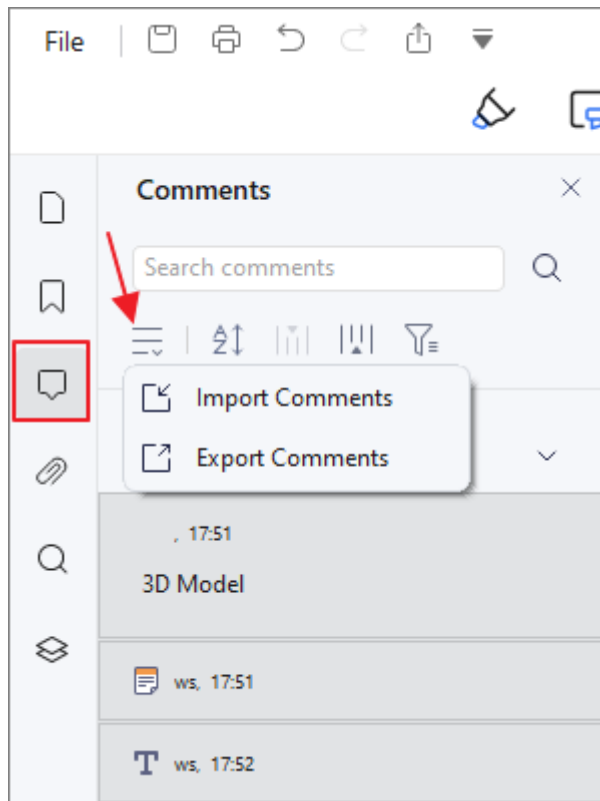 File
Comments
Search comments
Import Comments
Export Comments
, 17:51
3D Model
ws, 17:51
ws, 17:52